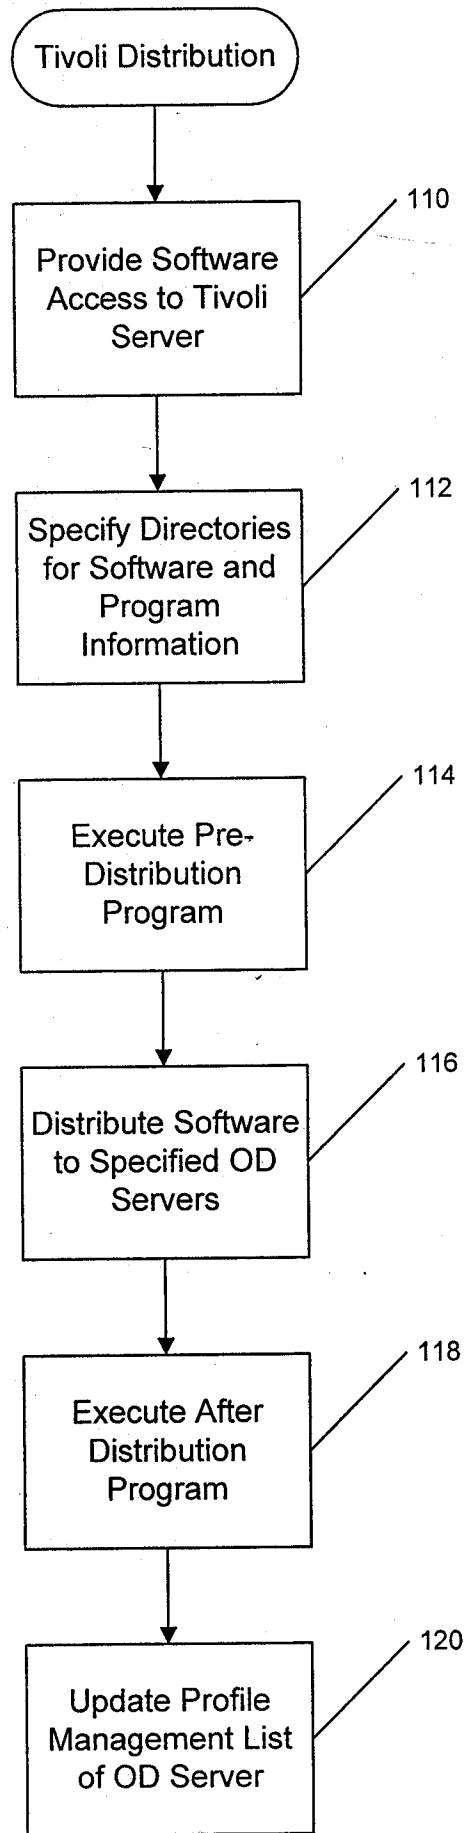 Tivoli Distribution
110
Provide Software
Access to Tivoli
Server
112
Specify Directories
for Software and
Program
Information
114
Execute Pre-
Distribution
Program
116
Distribute Software
to Specified OD
Servers
118
Execute After
Distribution
Program
120
Update Profile
Management List
of OD Server